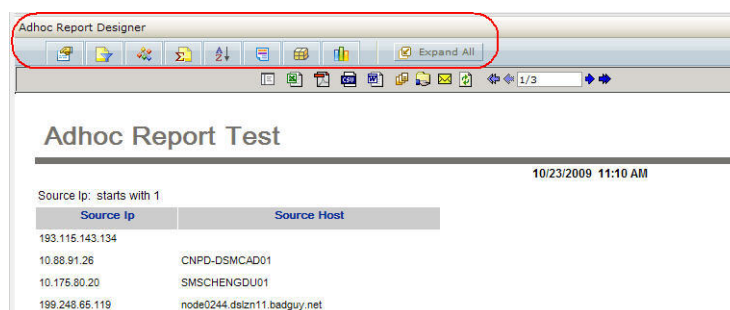 Adhoc Report Designer
Expand All
1/3
Adhoc Report Test
10/23/2009 11:10 AM
Source Ip: starts with 1
Source Ip Source Host
193.115.143.134
10.88.91.26 CNPD-DSMCAD01
10.175.80.20 SMSCHENGDU01
199.248.65.119 node0244.dslzn11.badguy.net